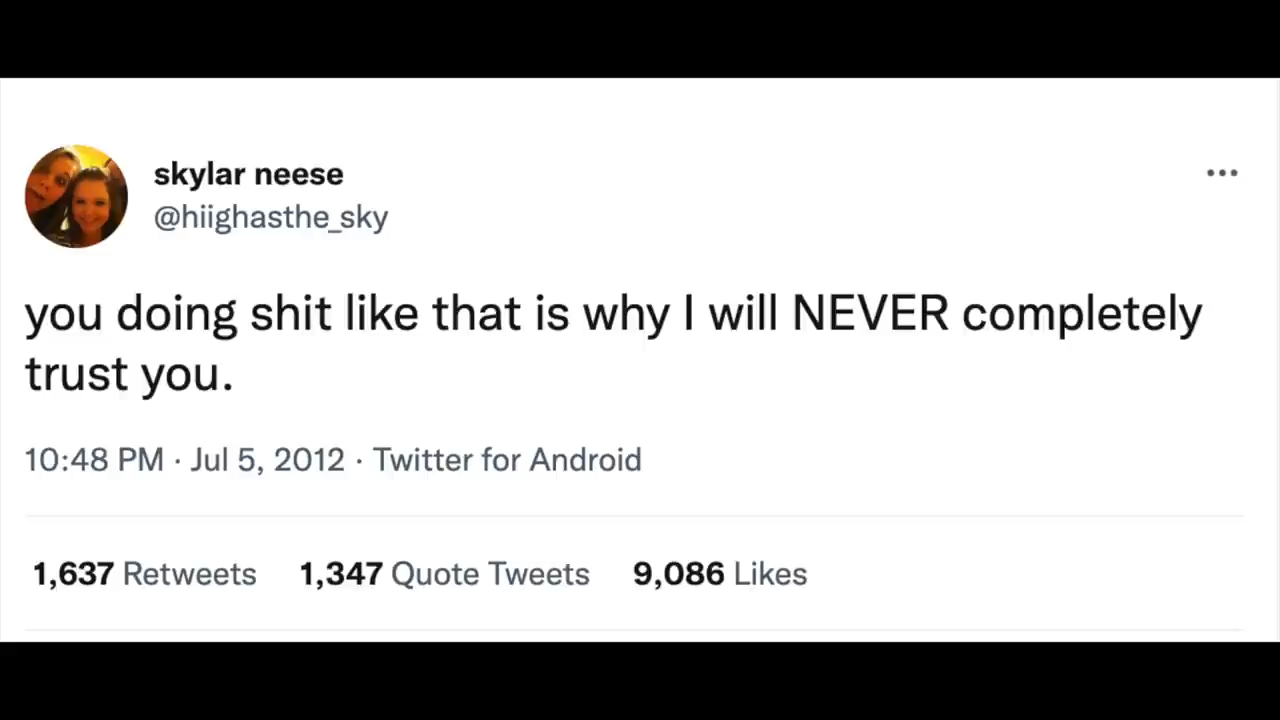 skylar neese
@hiighasthe_sky
you doing shit like that is why I will NEVER completely
trust you.
10:48 PM · Jul 5, 2012 · Twitter for Android
1,637 Retweets 1,347 Quote Tweets 9,086 Likes